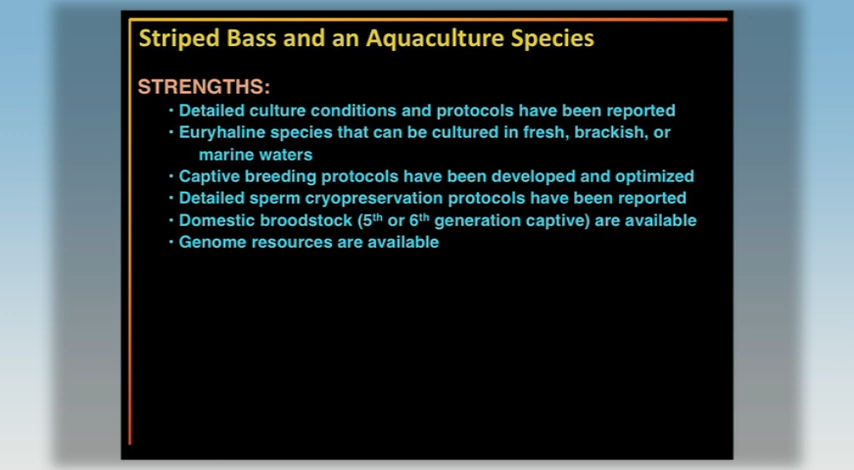 Striped Bass and an Aquaculture Species
STRENGTHS:
• Detailed culture conditions and protocols have been reported
• Euryhaline species that can be cultured in fresh, brackish, or
marine waters
• Captive breeding protocols have been developed and optimized
• Detailed sperm cryopreservation protocols have been reported
• Domestic broodstock (5th or 6th generation captive) are available
• Genome resources are available